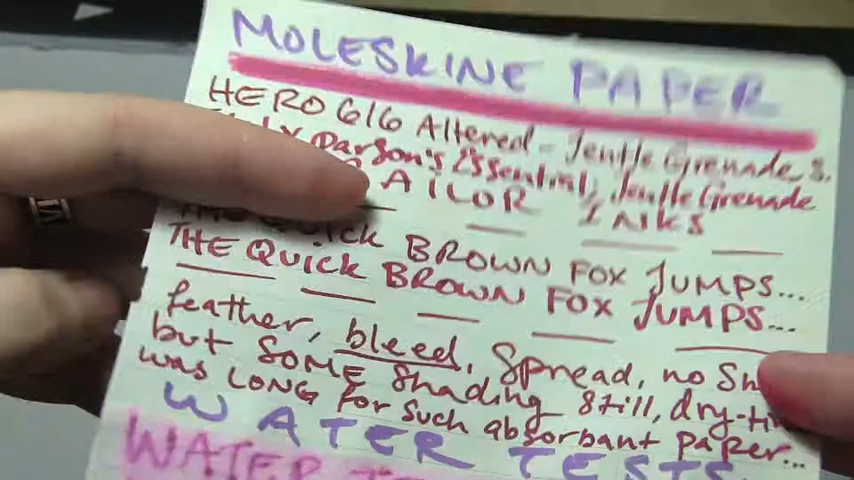 MOLESKINE PAPER
HERO 616 Altered - Jentle Grenade &
Parson's Essential, Jentle Grenade
SAILOR INKS
THE QUICK BROWN FOX JUMPS...
THE QUICK BROWN FOX JUMPS...
feather, bleed, Spread, no
but SOME Shading still, dry-
was LONG for such absorbant paper...
WATER TESTS
WATER